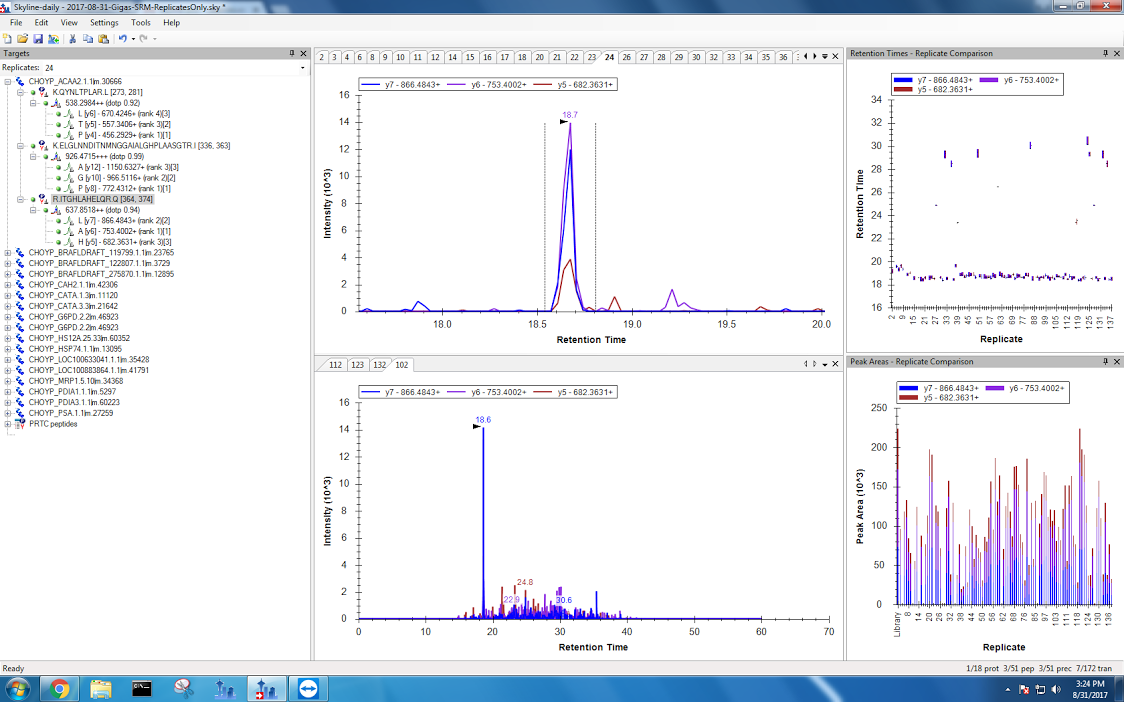 Skyline-daily - 2017-08-31-Gigas-SRM-ReplicatesOnly.sky *
File Edit View Settings Tools Help
Targets
Replicates: 24
CHOYP_ACAA2.1.1|m.30666
K.QYNLTPLAR.L [273, 281]
538.2984++ (dotp 0.92)
L [y6] - 670.4246+ (rank 4)[3]
T [y5] - 557.3406+ (rank 2)[2]
P [y4] - 456.2929+ (rank 1)[1]
K.ELGLNNDITNMNGGAIALGHPLAASGTR.I [336, 363]
926.4715+++ (dotp 0.99)
A [y12] - 1150.6327+ (rank 3)[3]
G [y10] - 966.5116+ (rank 2)[2]
P [y8] - 772.4312+ (rank 1)[1]
R.ITGHLAHELQR.Q [364, 374]
637.8518++ (dotp 0.94)
L [y7] - 866.4843+ (rank 2)[2]
A [y6] - 753.4002+ (rank 1)[1]
H [y5] - 682.3631+ (rank 3)[3]
CHOYP_BRAFLDRAFT_119799.1.1|m.23765
CHOYP_BRAFLDRAFT_122807.1.1|m.3729
CHOYP_BRAFLDRAFT_275870.1.1|m.12895
CHOYP_CAH2.1.1|m.42306
CHOYP_CATA.1.3|m.11120
CHOYP_CATA.3.3|m.21642
CHOYP_G6PD.2.2|m.46923
CHOYP_G6PD.2.2|m.46923
CHOYP_HS12A.25.33|m.60352
CHOYP_HSP74.1.1|m.13095
CHOYP_LOC100633041.1.1|m.35428
CHOYP_LOC100883864.1.1|m.41791
CHOYP_MRP1.5.10|m.34368
CHOYP_PDIA1.1.1|m.5297
CHOYP_PDIA3.1.1|m.60223
CHOYP_PSA.1.1|m.27259
PRTC peptides
2 3 4 6 8 9 10 11 12 14 15 16 17 18 19 20 21 22 23 24 26 27 28 29 30 32 33 34 35 36
y7 - 866.4843+ y6 - 753.4002+ y5 - 682.3631+
16
14
12
10
8
6
4
2
0
Intensity (10^3)
18.7
18.0 18.5 19.0 19.5 20.0
Retention Time
112 123 132 102
y7 - 866.4843+ y6 - 753.4002+ y5 - 682.3631+
16
14
12
10
8
6
4
2
0
Intensity (10^3)
18.6
24.8
22.9
30.6
0 10 20 30 40 50 60 70
Retention Time
Retention Times - Replicate Comparison
y7 - 866.4843+ y6 - 753.4002+
y5 - 682.3631+
34
32
30
28
26
24
22
20
18
16
Retention Time
2 9 15 21 27 33 39 45 51 57 63 69 77 84 91 98 105 112 119 125 131 137
Replicate
Peak Areas - Replicate Comparison
y7 - 866.4843+ y6 - 753.4002+
y5 - 682.3631+
250
200
150
100
50
0
Peak Area (10^3)
Library 8 14 20 26 32 38 44 50 56 62 68 76 83 90 97 103 111 118 124 130 136
Replicate
Ready
1/18 prot 3/51 pep 3/51 prec 7/172 tran
3:24 PM
8/31/2017